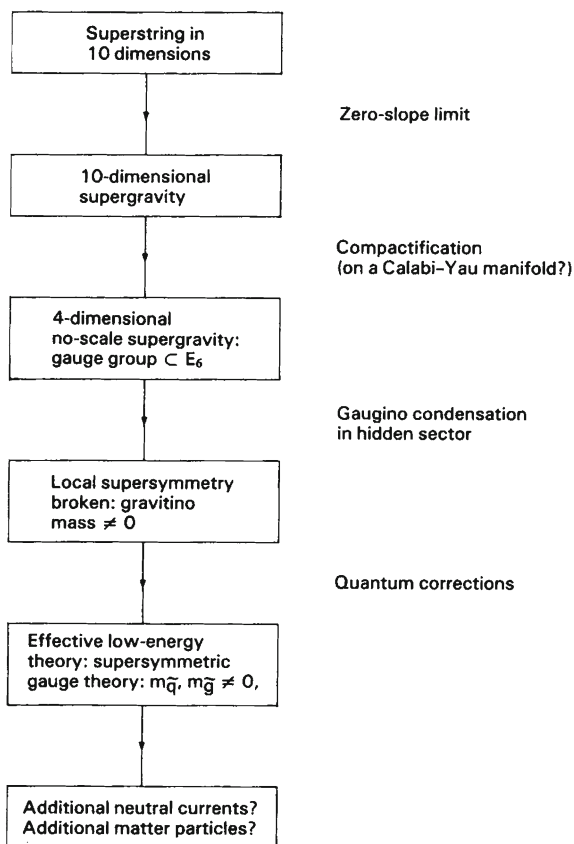 Superstring in
10 dimensions
Zero-slope limit
10-dimensional
supergravity
Compactification
(on a Calabi–Yau manifold?)
4-dimensional
no-scale supergravity:
gauge group ⊂ E₆
Gaugino condensation
in hidden sector
Local supersymmetry
broken: gravitino
mass ≠ 0
Quantum corrections
Effective low-energy
theory: supersymmetric
gauge theory: m_q̃, m_g̃ ≠ 0,
Additional neutral currents?
Additional matter particles?